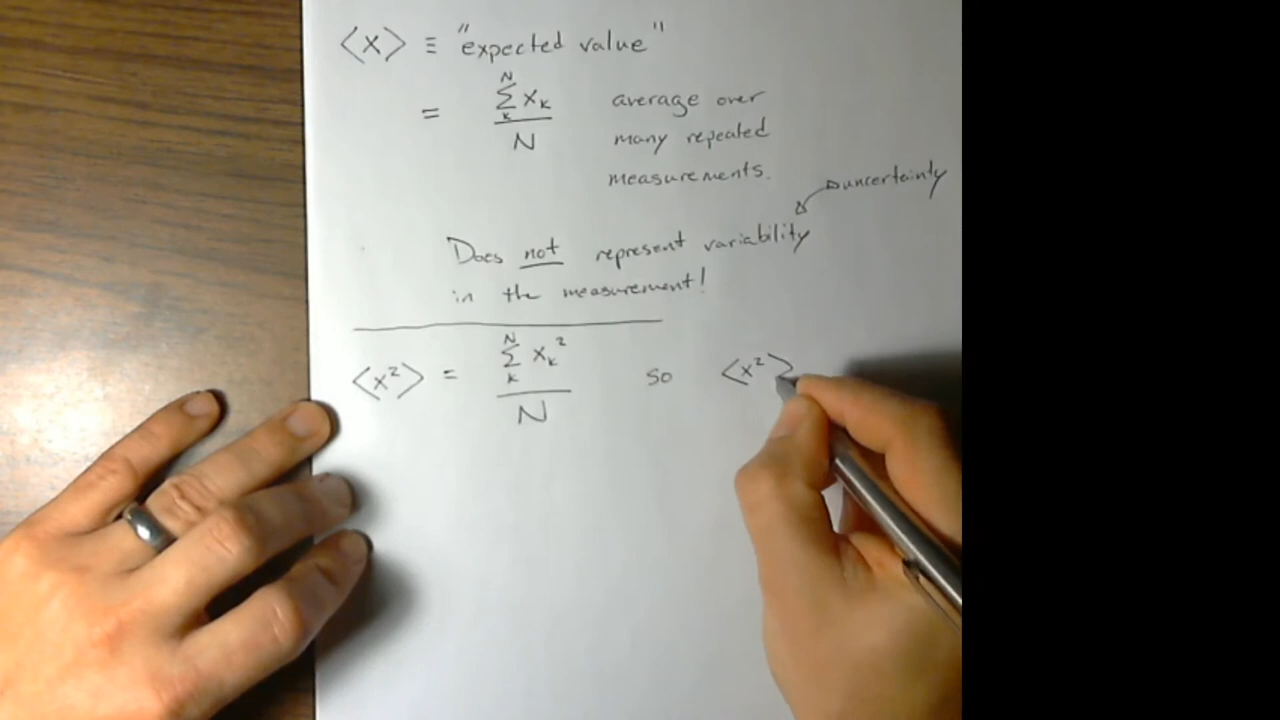 <x> ≡ "expected value"
= Σ_k^N x_k / N average over
many repeated
measurements.
uncertainty
Does not represent variability
in the measurement!
<x²> = Σ_k^N x_k² / N so <x²>